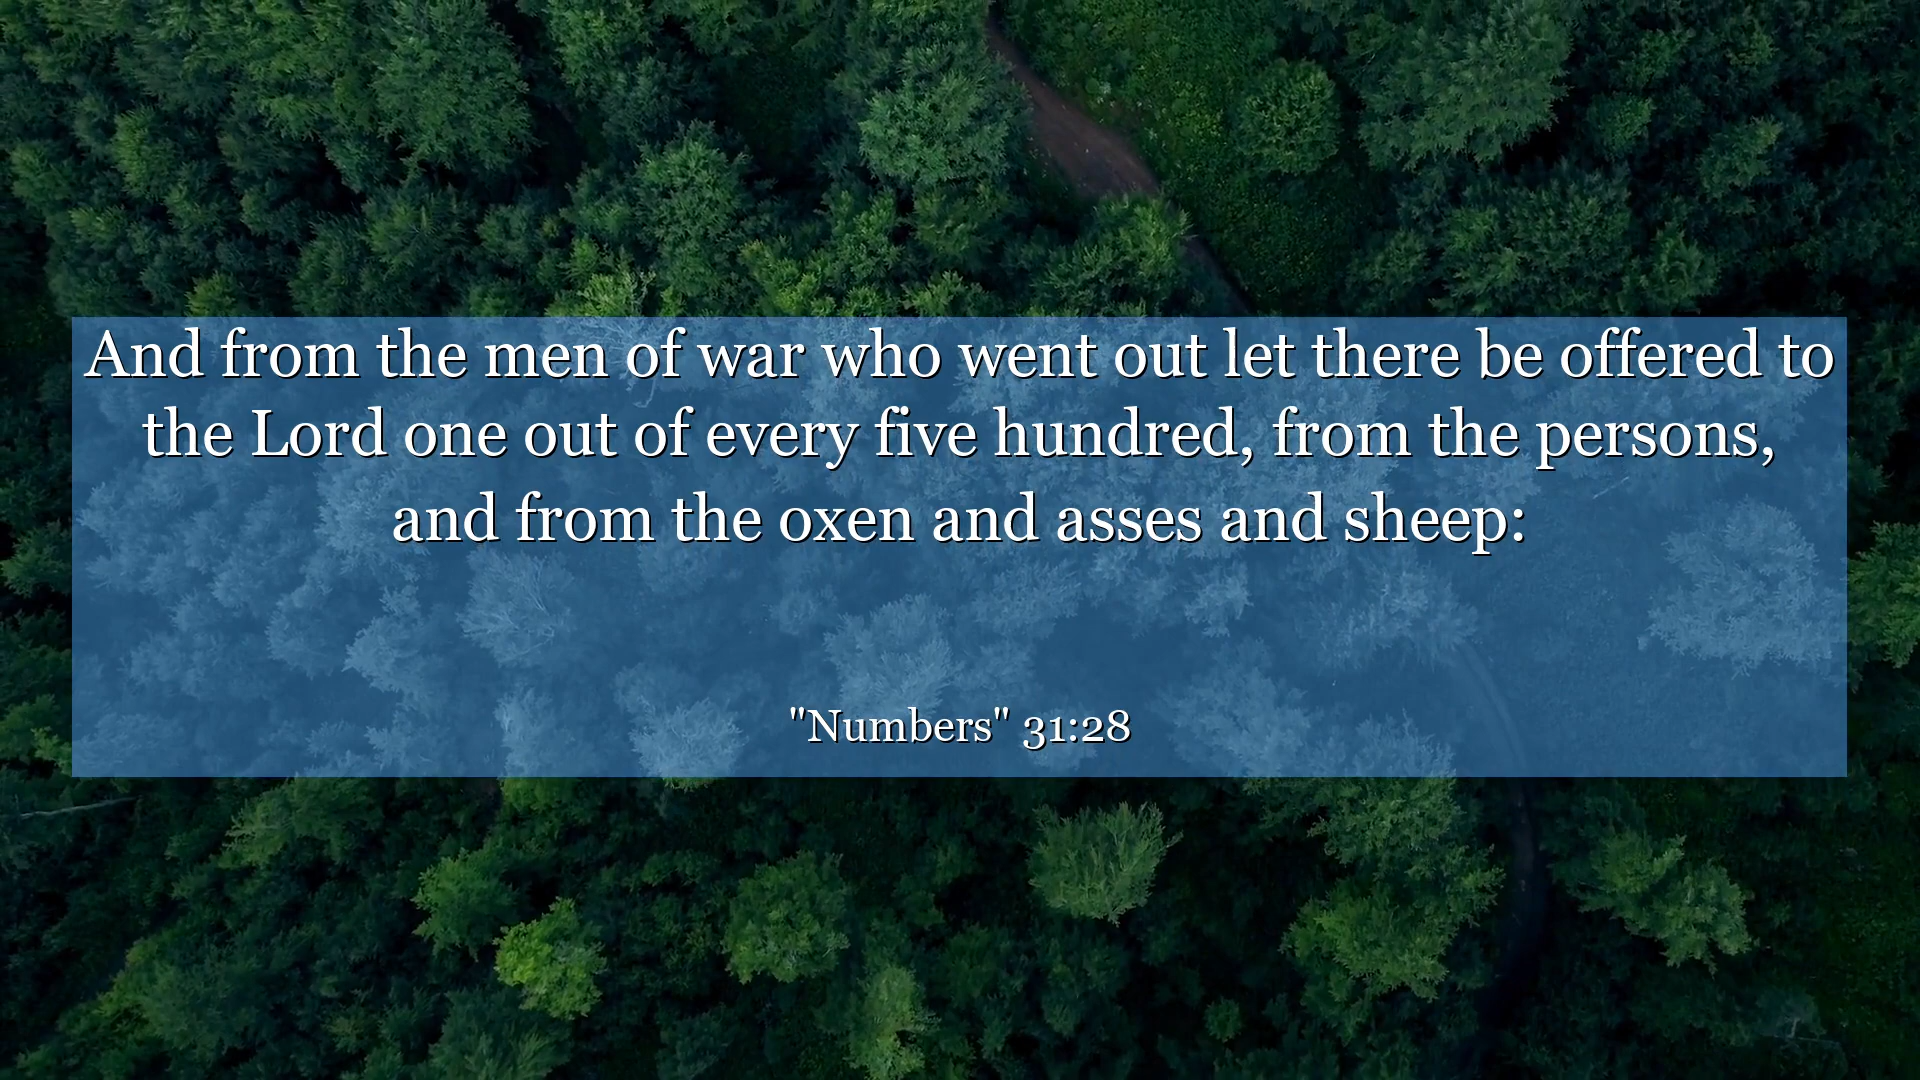 And from the men of war who went out let there be offered to
the Lord one out of every five hundred, from the persons,
and from the oxen and asses and sheep:
"Numbers" 31:28